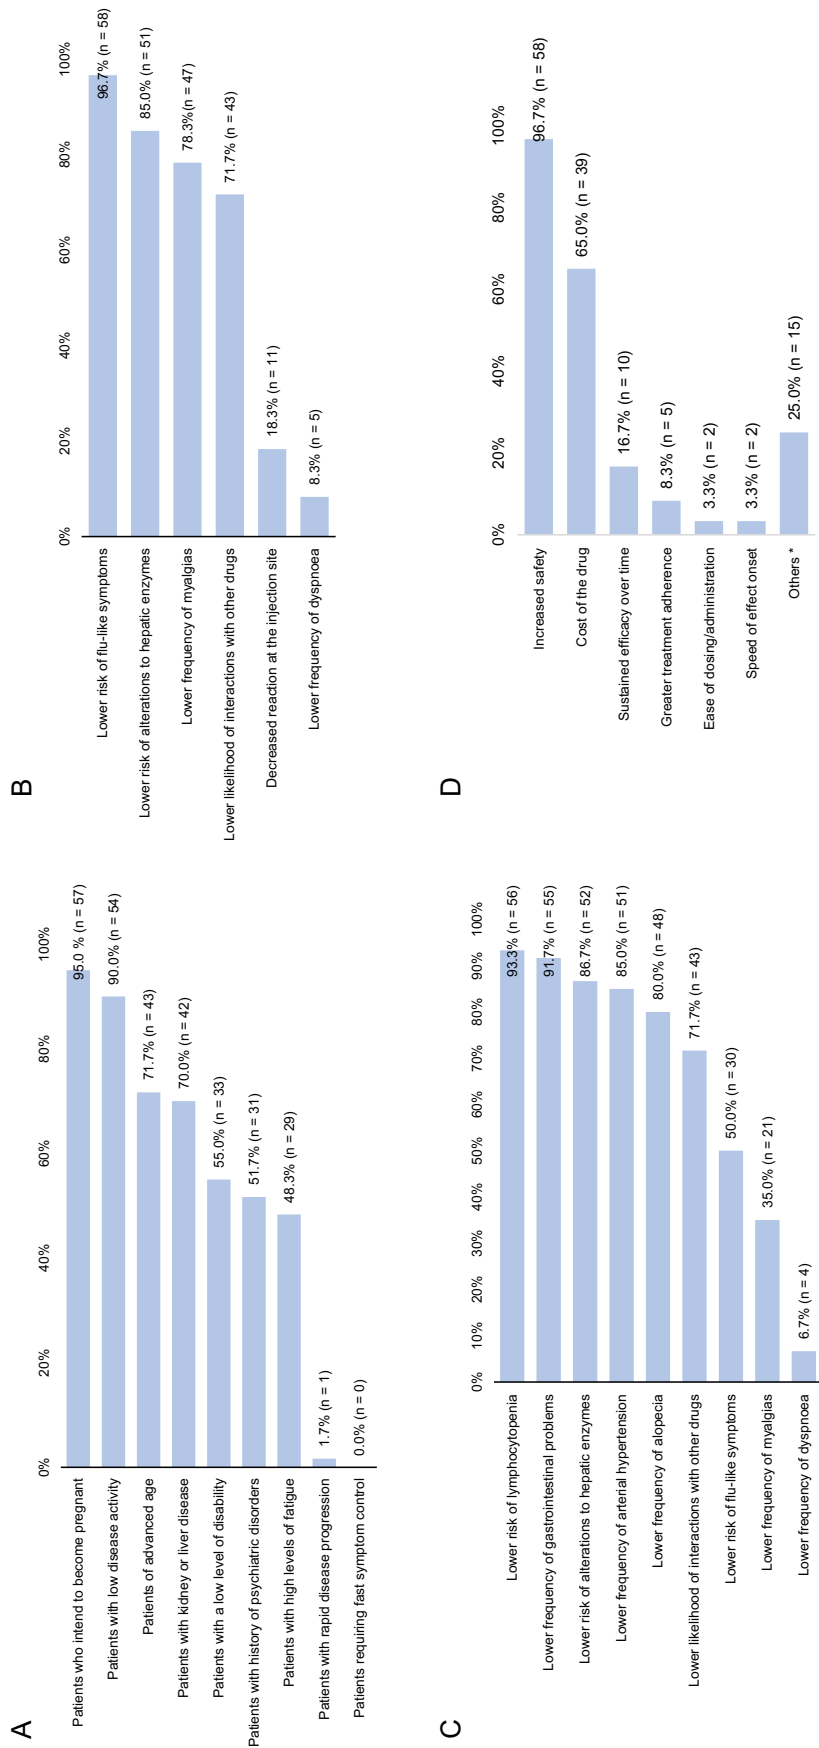 A
0%
20%
40%
60%
80%
100%
Patients who intend to become pregnant
95.0 % (n = 57)
Patients with low disease activity
90.0% (n = 54)
Patients of advanced age
71.7% (n = 43)
Patients with kidney or liver disease
70.0% (n = 42)
Patients with a low level of disability
55.0% (n = 33)
Patients with history of psychiatric disorders
51.7% (n = 31)
Patients with high levels of fatigue
48.3% (n = 29)
Patients with rapid disease progression
1.7% (n = 1)
Patients requiring fast symptom control
0.0% (n = 0)
B
0%
20%
40%
60%
80%
100%
Lower risk of flu-like symptoms
96.7% (n = 58)
Lower risk of alterations to hepatic enzymes
85.0% (n = 51)
Lower frequency of myalgias
78.3%(n = 47)
Lower likelihood of interactions with other drugs
71.7% (n = 43)
Decreased reaction at the injection site
18.3% (n = 11)
Lower frequency of dyspnoea
8.3% (n = 5)
C
0%
10%
20%
30%
40%
50%
60%
70%
80%
90%
100%
Lower risk of lymphocytopenia
93.3% (n = 56)
Lower frequency of gastrointestinal problems
91.7% (n = 55)
Lower risk of alterations to hepatic enzymes
86.7% (n = 52)
Lower frequency of arterial hypertension
85.0% (n = 51)
Lower frequency of alopecia
80.0% (n = 48)
Lower likelihood of interactions with other drugs
71.7% (n = 43)
Lower risk of flu-like symptoms
50.0% (n = 30)
Lower frequency of myalgias
35.0% (n = 21)
Lower frequency of dyspnoea
6.7% (n = 4)
D
0%
20%
40%
60%
80%
100%
Increased safety
96.7% (n = 58)
Cost of the drug
65.0% (n = 39)
Sustained efficacy over time
16.7% (n = 10)
Greater treatment adherence
8.3% (n = 5)
Ease of dosing/administration
3.3% (n = 2)
Speed of effect onset
3.3% (n = 2)
Others *
25.0% (n = 15)